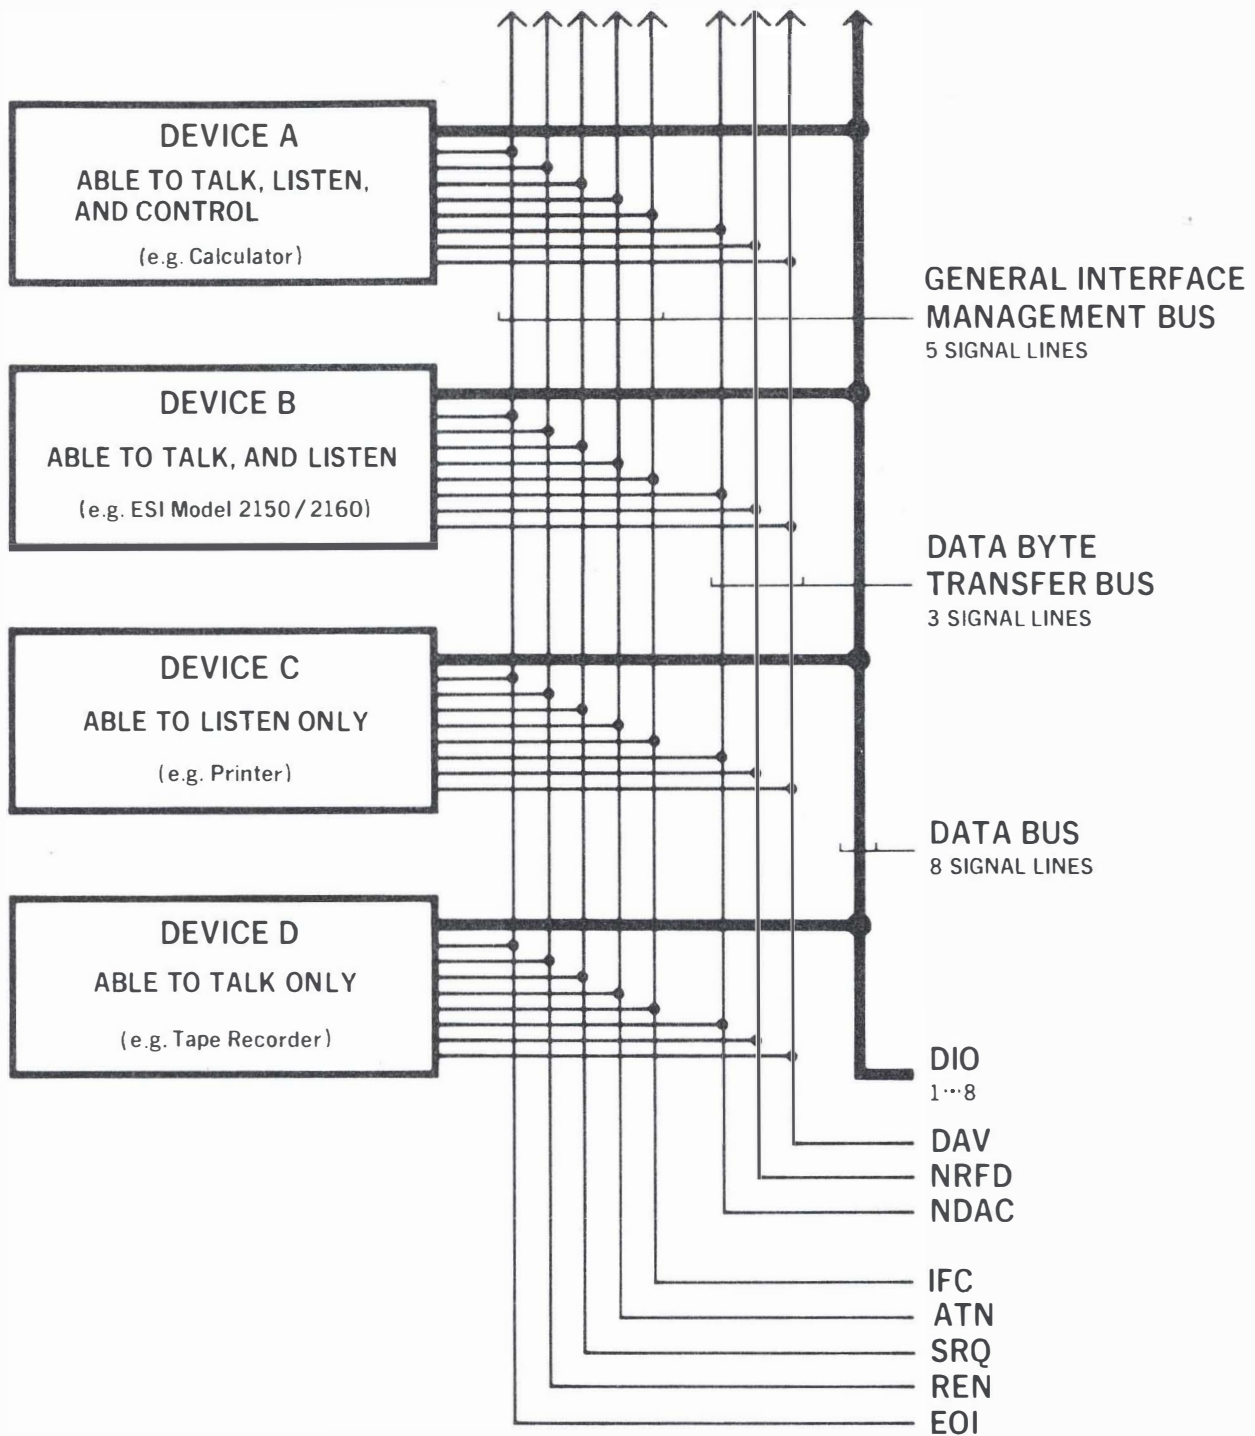 DEVICE A
ABLE TO TALK, LISTEN,
AND CONTROL
(e.g. Calculator)
GENERAL INTERFACE
MANAGEMENT BUS
5 SIGNAL LINES
DEVICE B
ABLE TO TALK, AND LISTEN
(e.g. ESI Model 2150/2160)
DATA BYTE
TRANSFER BUS
3 SIGNAL LINES
DEVICE C
ABLE TO LISTEN ONLY
(e.g. Printer)
DATA BUS
8 SIGNAL LINES
DEVICE D
ABLE TO TALK ONLY
(e.g. Tape Recorder)
DIO
1···8
DAV
NRFD
NDAC
IFC
ATN
SRQ
REN
EOI